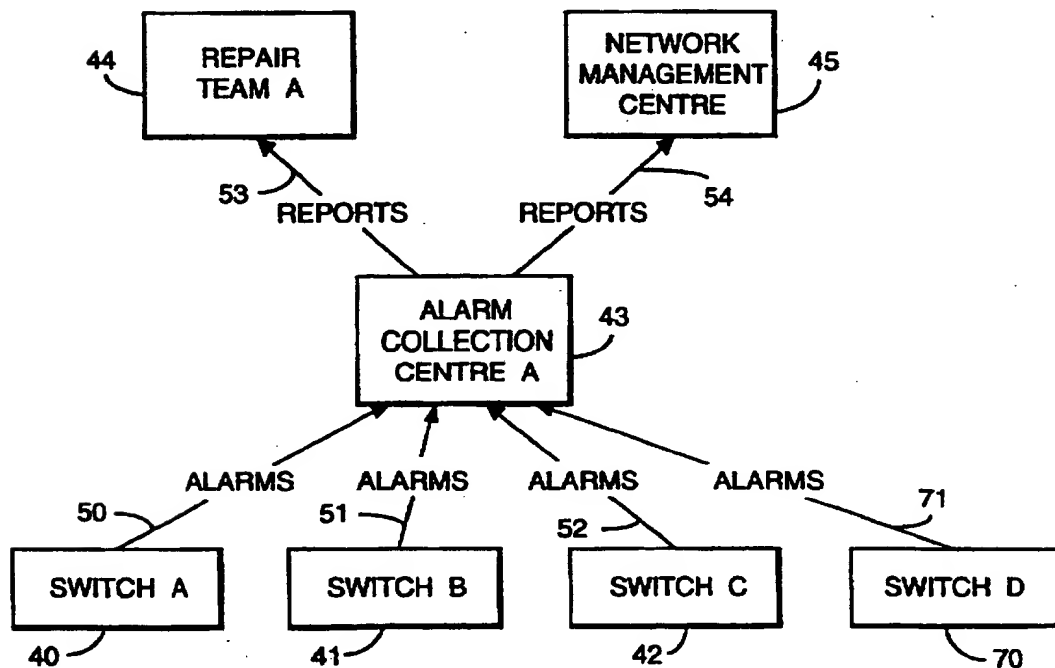 44
REPAIR
TEAM A
NETWORK
MANAGEMENT
CENTRE
45
53
REPORTS
REPORTS
54
ALARM
COLLECTION
CENTRE A
43
ALARMS
ALARMS
ALARMS
ALARMS
50
51
52
71
SWITCH A
SWITCH B
SWITCH C
SWITCH D
40
41
42
70